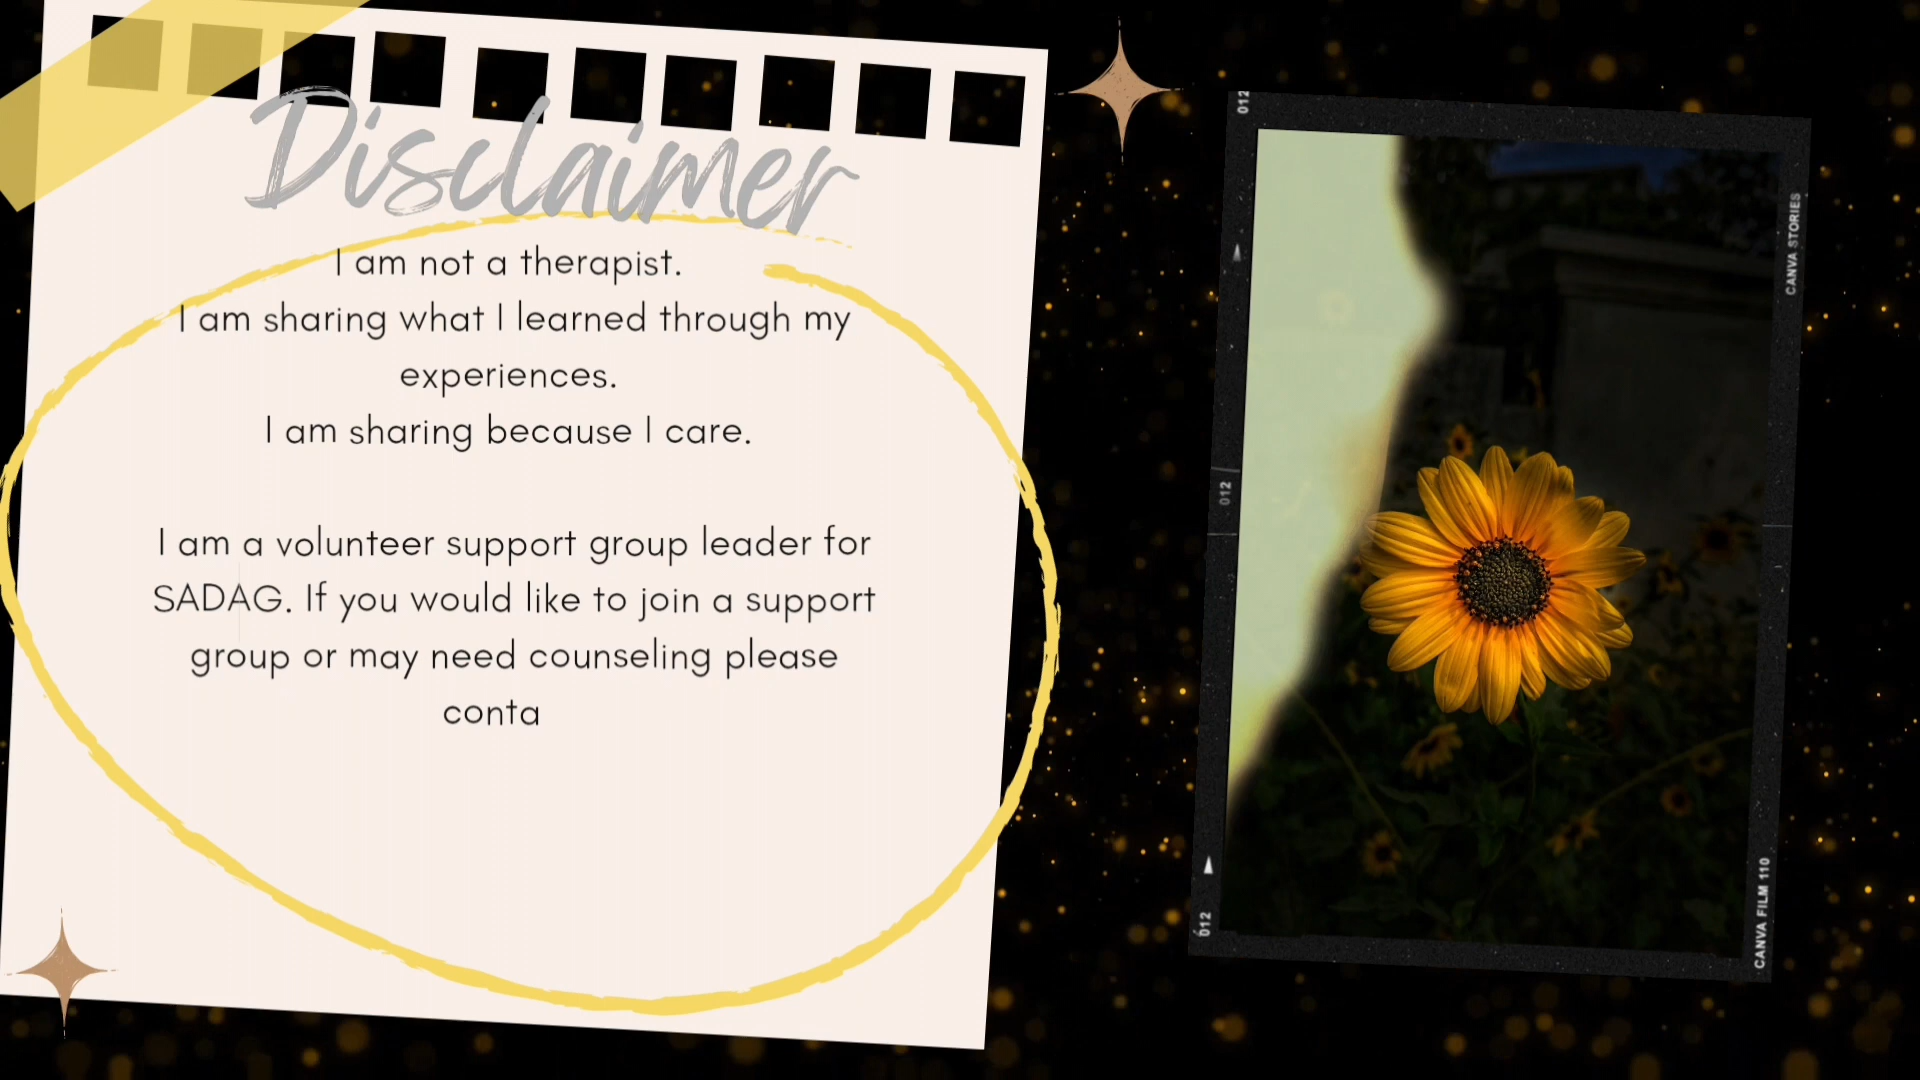 Disclaimer
I am not a therapist.
I am sharing what I learned through my
experiences.
I am sharing because I care.
I am a volunteer support group leader for
SADAG. If you would like to join a support
group or may need counseling please
conta
012
012
012
CANVA STORIES
CANVA FILM 110